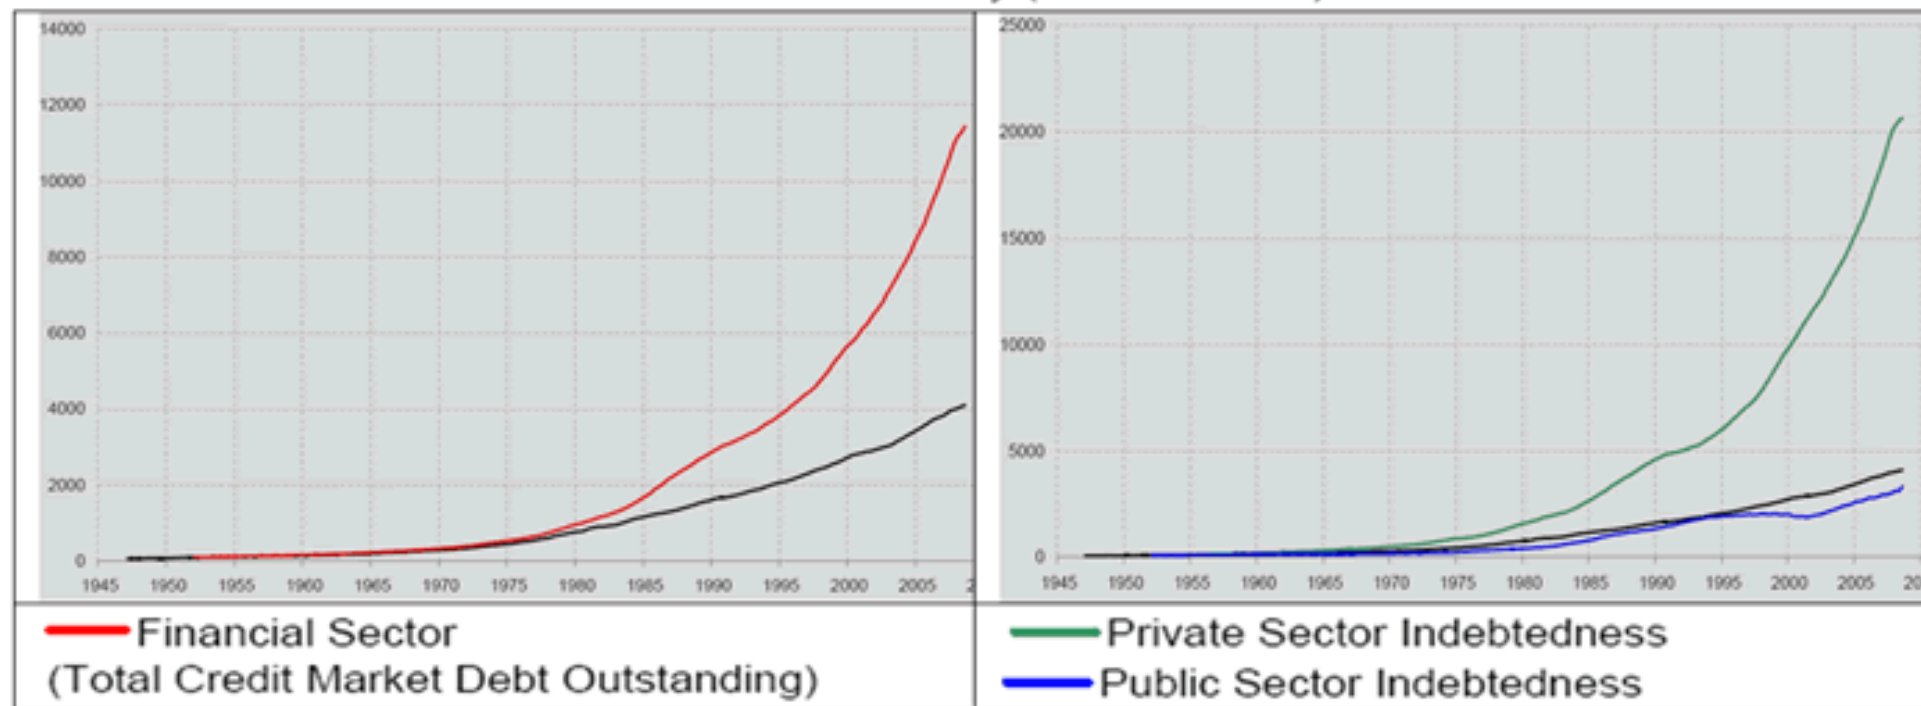 14000
12000
10000
8000
6000
4000
2000
0
1945 1950 1955 1960 1965 1970 1975 1980 1985 1990 1995 2000 2005
25000
20000
15000
10000
5000
0
1945 1950 1955 1960 1965 1970 1975 1980 1985 1990 1995 2000 2005
Financial Sector
(Total Credit Market Debt Outstanding)
Private Sector Indebtedness
Public Sector Indebtedness